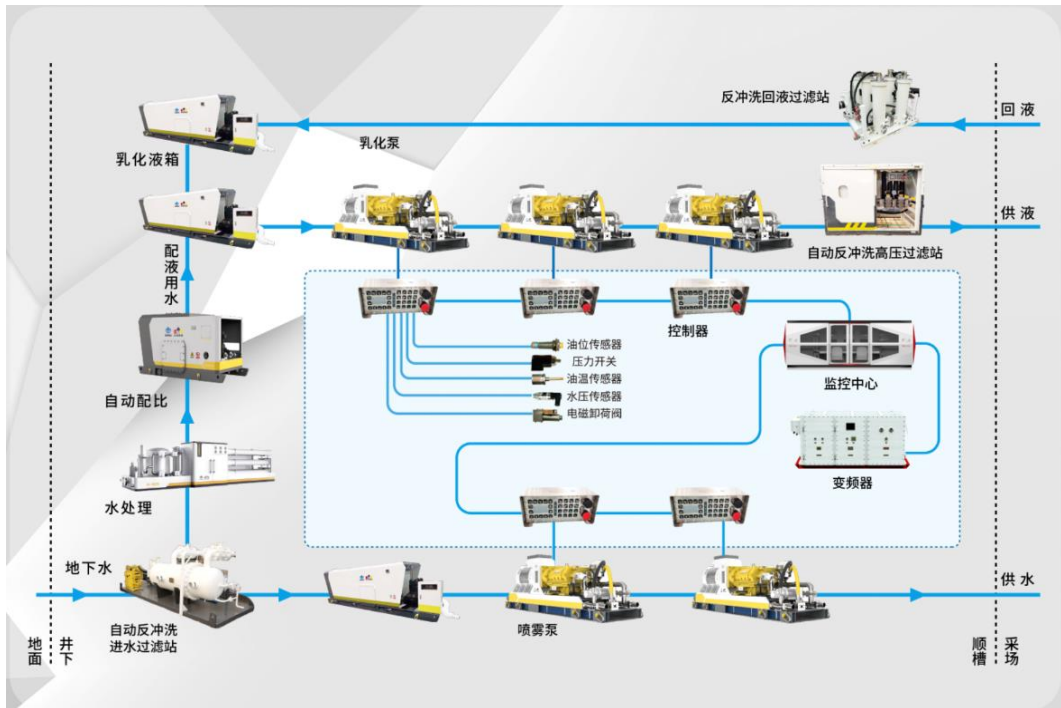 反冲洗回液过滤站
回液
乳化泵
乳化液箱
供液
自动反冲洗高压过滤站
配液用水
控制器
油位传感器
压力开关
油温传感器
水压传感器
电磁卸荷阀
监控中心
自动配比
变频器
水处理
地下水
供水
自动反冲洗
进水过滤站
喷雾泵
地面
井下
顺槽
采场